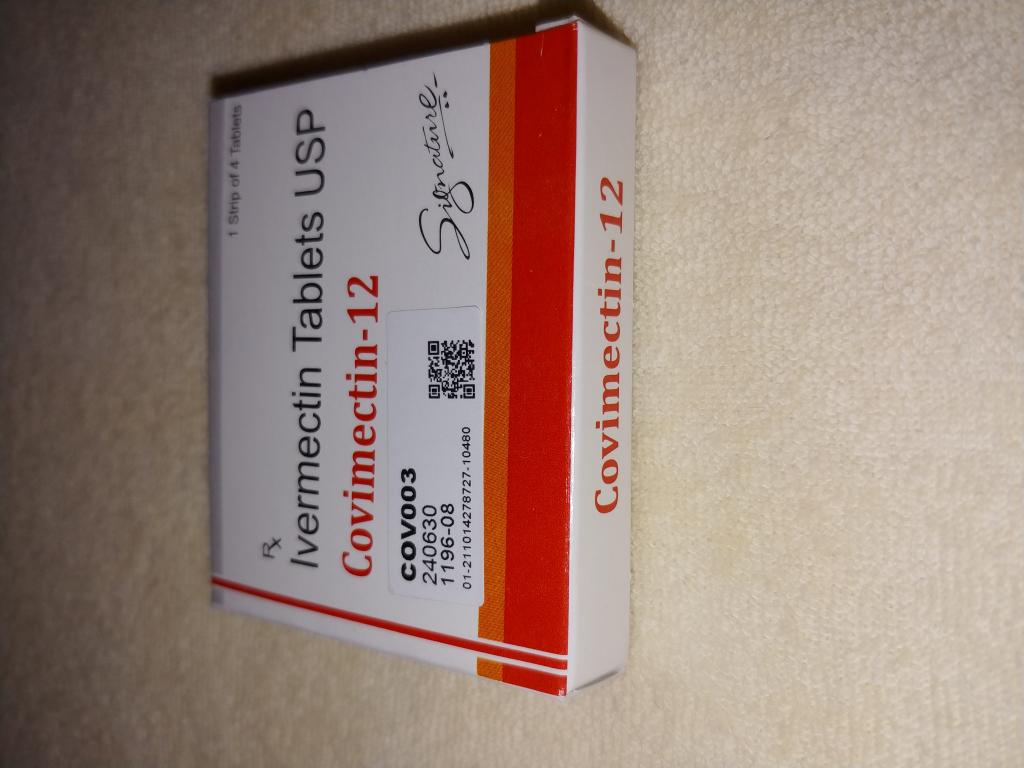 1 Strip of 4 Tablets
Rx
Ivermectin Tablets USP
Covimectin-12
Signature
COV003
240630
1196-08
01-211014278727-10480
Covimectin-12